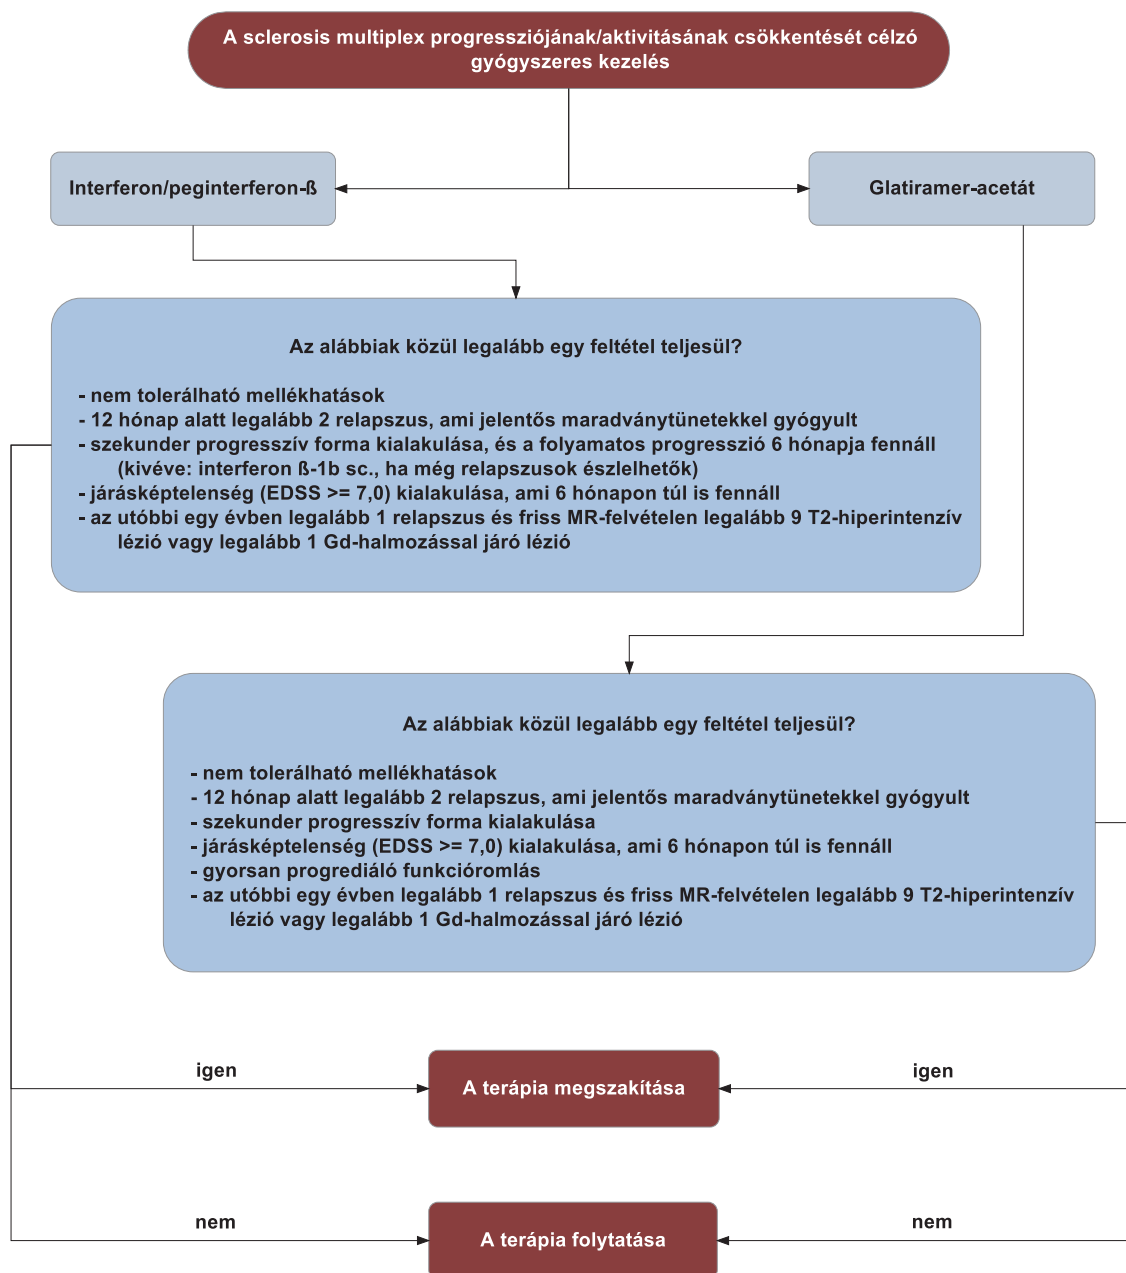 A sclerosis multiplex progressziójának/aktivitásának csökkentését célzó
gyógyszeres kezelés
Interferon/peginterferon-ß
Glatiramer-acetát
Az alábbiak közül legalább egy feltétel teljesül?
- nem tolerálható mellékhatások
- 12 hónap alatt legalább 2 relapszus, ami jelentős maradványtünetekkel gyógyult
- szekunder progresszív forma kialakulása, és a folyamatos progresszió 6 hónapja fennáll
(kivéve: interferon ß-1b sc., ha még relapszusok észlelhetők)
- járásképtelenség (EDSS >= 7,0) kialakulása, ami 6 hónapon túl is fennáll
- az utóbbi egy évben legalább 1 relapszus és friss MR-felvételen legalább 9 T2-hiperintenzív
lézió vagy legalább 1 Gd-halmozással járó lézió
Az alábbiak közül legalább egy feltétel teljesül?
- nem tolerálható mellékhatások
- 12 hónap alatt legalább 2 relapszus, ami jelentős maradványtünetekkel gyógyult
- szekunder progresszív forma kialakulása
- járásképtelenség (EDSS >= 7,0) kialakulása, ami 6 hónapon túl is fennáll
- gyorsan progrediáló funkcióromlás
- az utóbbi egy évben legalább 1 relapszus és friss MR-felvételen legalább 9 T2-hiperintenzív
lézió vagy legalább 1 Gd-halmozással járó lézió
igen
A terápia megszakítása
igen
nem
A terápia folytatása
nem